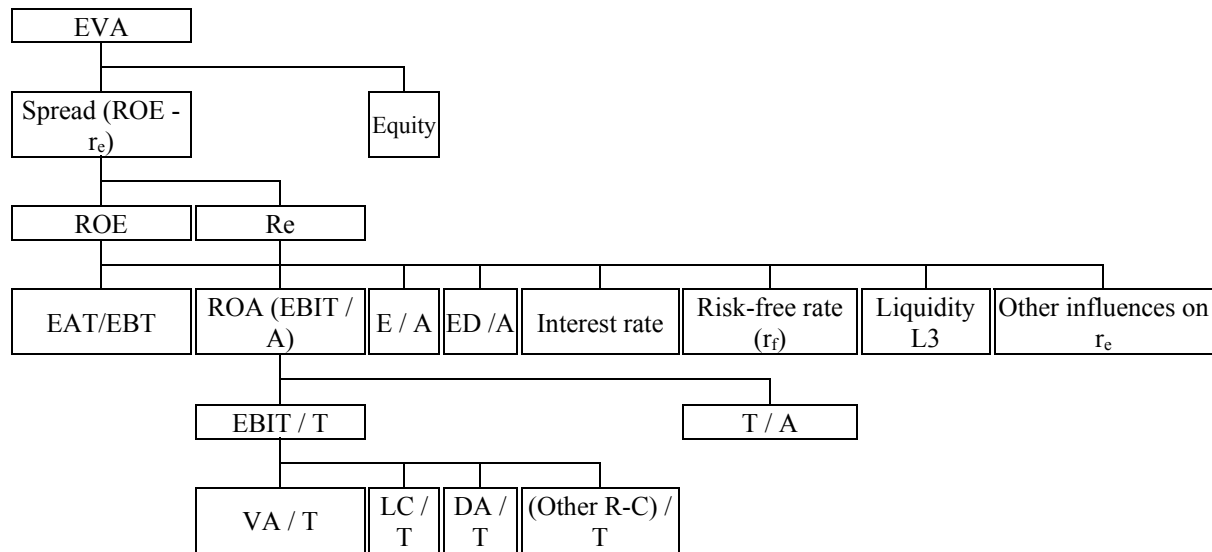 EVA
Spread (ROE -
rₑ)
Equity
ROE
Re
EAT/EBT
ROA (EBIT /
A)
E / A
ED /A
Interest rate
Risk-free rate
(r_f)
Liquidity
L3
Other influences on
rₑ
EBIT / T
T / A
VA / T
LC /
T
DA /
T
(Other R-C) /
T